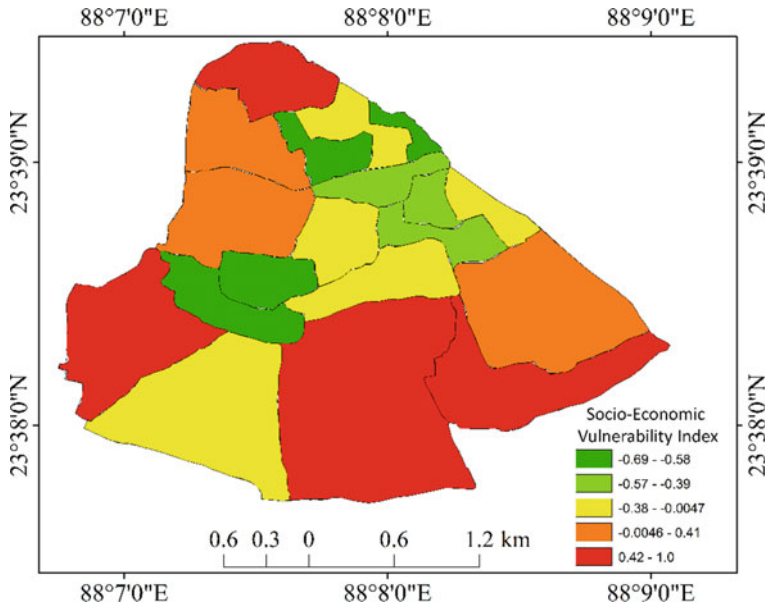 88°7'0"E 88°8'0"E 88°9'0"E
23°39'0"N 23°39'0"N
23°38'0"N 23°38'0"N
Socio-Economic
Vulnerability Index
-0.69 - -0.58
-0.57 - -0.39
-0.38 - -0.0047
-0.0046 - 0.41
0.42 - 1.0
0.6 0.3 0 0.6 1.2 km
88°7'0"E 88°8'0"E 88°9'0"E